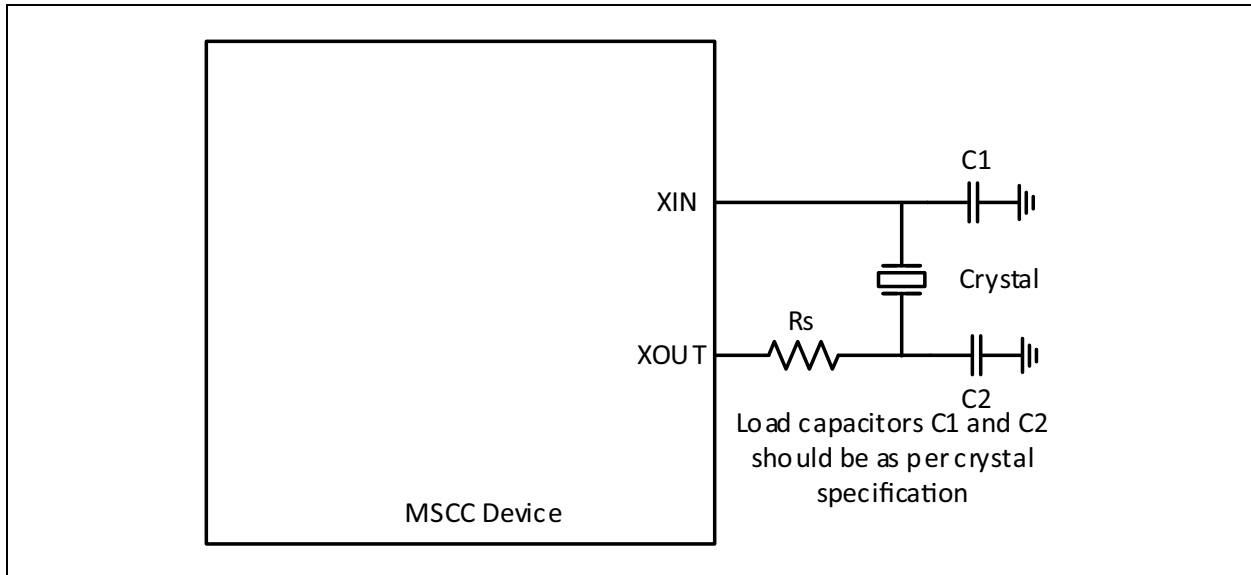 C1
XIN
Crystal
Rs
XOUT
C2
Load capacitors C1 and C2
should be as per crystal
specification
MSCC Device